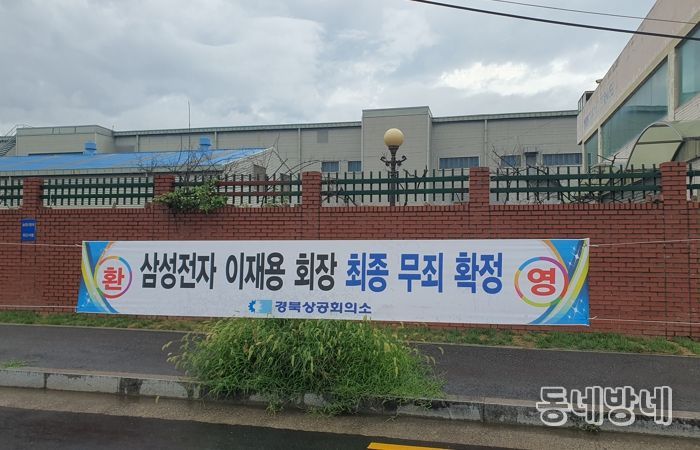 환 삼성전자 이재용 회장 최종 무죄 확정 영
경북상공회의소
동네방네